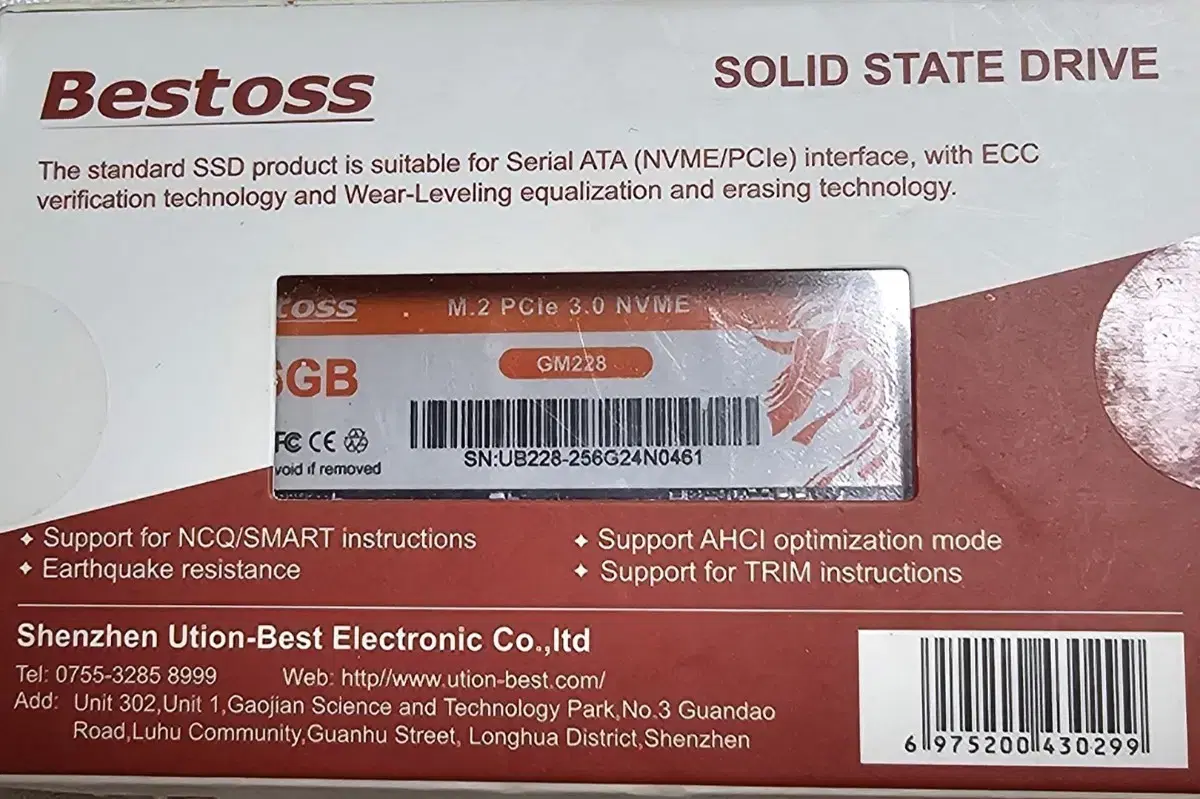 Bestoss
SOLID STATE DRIVE
The standard SSD product is suitable for Serial ATA (NVME/PCIe) interface, with ECC
verification technology and Wear-Leveling equalization and erasing technology.
toss M.2 PCIe 3.0 NVME
6GB
GM228
FC CE
void if removed
SN:UB228-256G24N0461
✦ Support for NCQ/SMART instructions
✦ Earthquake resistance
✦ Support AHCI optimization mode
✦ Support for TRIM instructions
Shenzhen Ution-Best Electronic Co.,ltd
Tel: 0755-3285 8999 Web: http//www.ution-best.com/
Add: Unit 302,Unit 1,Gaojian Science and Technology Park,No.3 Guandao
Road,Luhu Community,Guanhu Street, Longhua District,Shenzhen
6 975200 430299